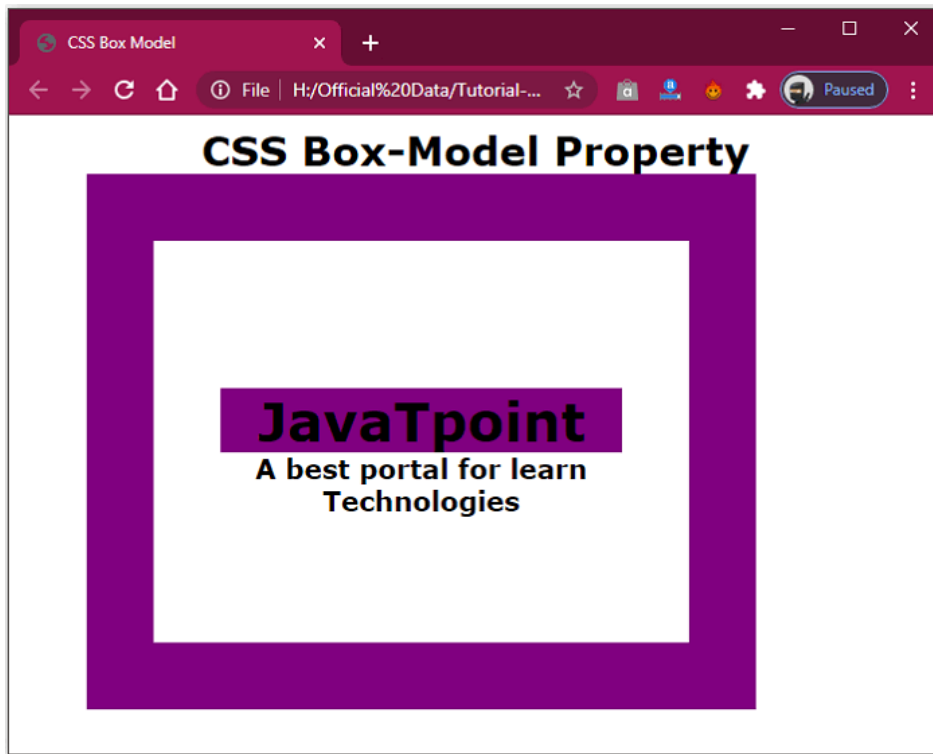 CSS Box Model
File H:/Official%20Data/Tutorial-... Paused
CSS Box-Model Property
JavaTpoint
A best portal for learn
Technologies